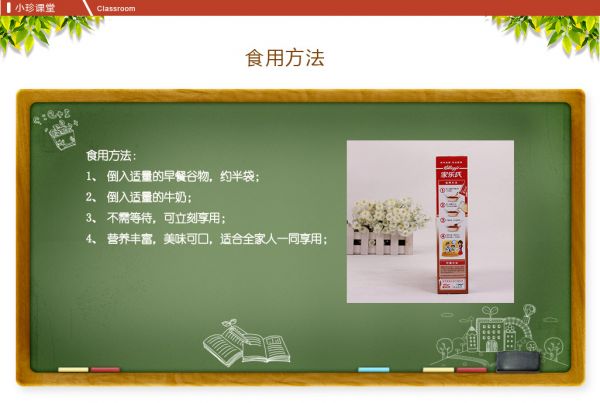 小珍课堂
Classroom
食用方法
食用方法：
1、 倒入适量的早餐谷物，约半袋；
2、 倒入适量的牛奶；
3、 不需等待，可立刻享用；
4、 营养丰富，美味可口，适合全家人一同享用；
Kellogg's
家乐氏